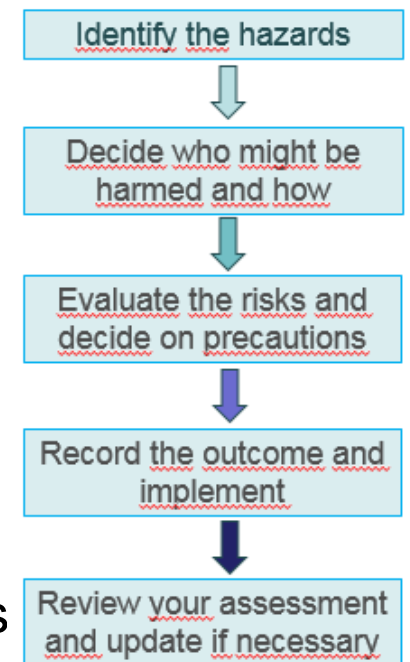 Identify the hazards
Decide who might be
harmed and how
Evaluate the risks and
decide on precautions
Record the outcome and
implement
s
Review your assessment
and update if necessary